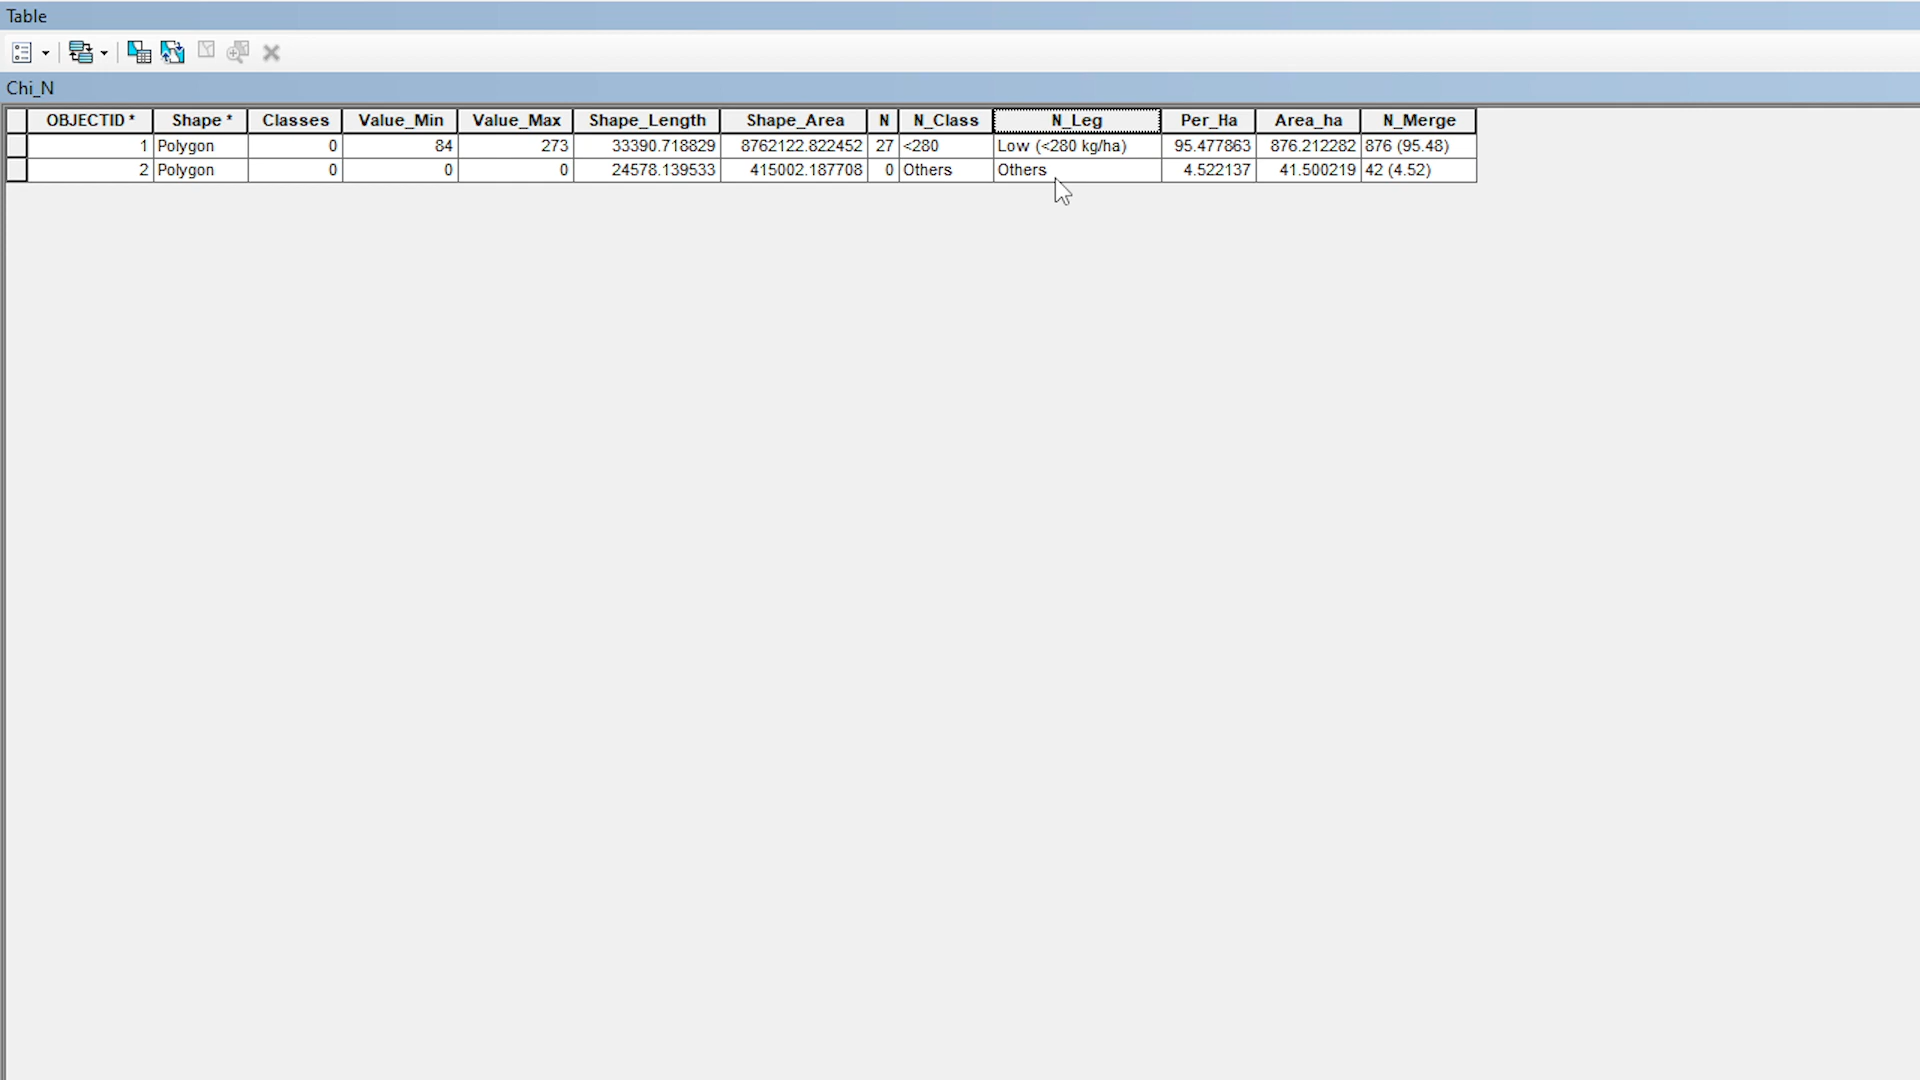 Table
Chi_N
OBJECTID * Shape * Classes Value_Min Value_Max Shape_Length Shape_Area N N_Class N_Leg Per_Ha Area_ha N_Merge
1 Polygon 0 84 273 33390.718829 8762122.822452 27 <280 Low (<280 kg/ha) 95.477863 876.212282 876 (95.48)
2 Polygon 0 0 0 24578.139533 415002.187708 0 Others Others 4.522137 41.500219 42 (4.52)